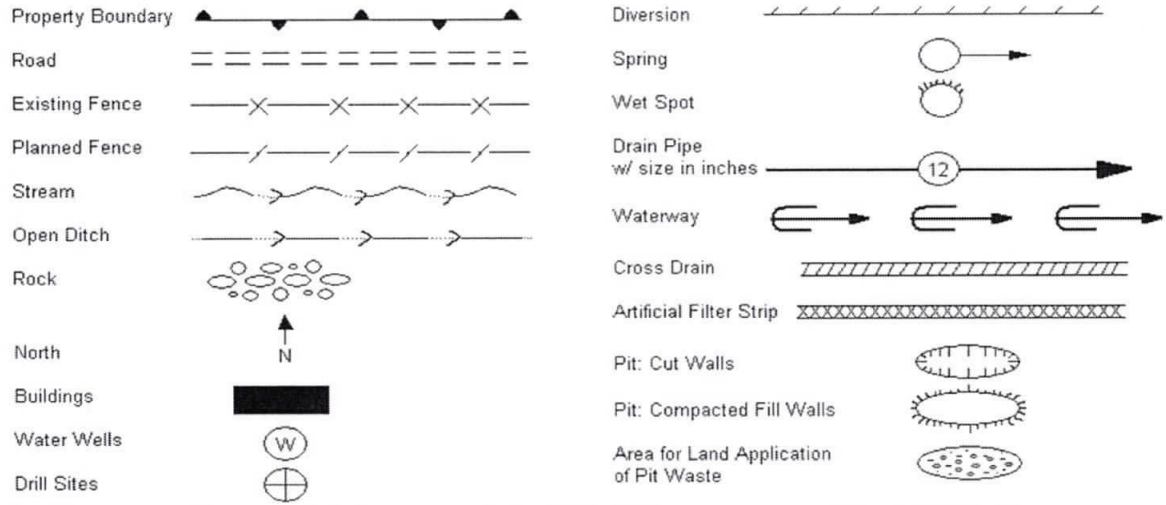 Property Boundary
Road
Existing Fence
Planned Fence
Stream
Open Ditch
Rock
North
N
Buildings
Water Wells
W
Drill Sites
Diversion
Spring
Wet Spot
Drain Pipe
w/ size in inches
12
Waterway
Cross Drain
Artificial Filter Strip
Pit: Cut Walls
Pit: Compacted Fill Walls
Area for Land Application
of Pit Waste